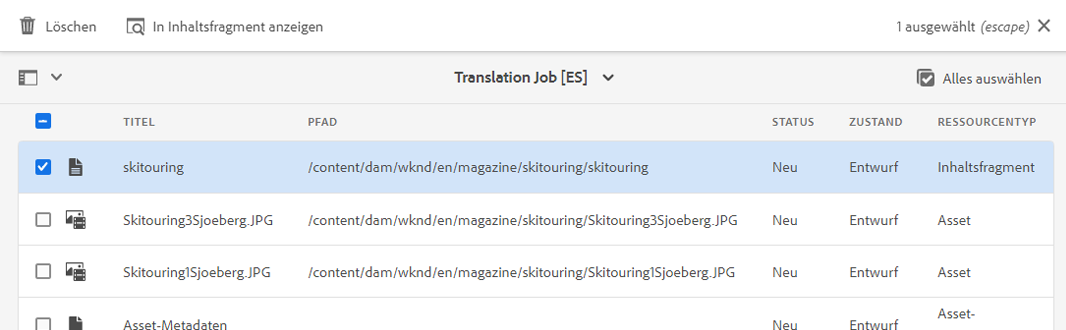 Löschen In Inhaltsfragment anzeigen 1 ausgewählt (escape)
Translation Job [ES] Alles auswählen
TITEL PFAD STATUS ZUSTAND RESSOURCENTYP
skitouring /content/dam/wknd/en/magazine/skitouring/skitouring Neu Entwurf Inhaltsfragment
Skitouring3Sjoeberg.JPG /content/dam/wknd/en/magazine/skitouring/Skitouring3Sjoeberg.JPG Neu Entwurf Asset
Skitouring1Sjoeberg.JPG /content/dam/wknd/en/magazine/skitouring/Skitouring1Sjoeberg.JPG Neu Entwurf Asset
Asset-Metadaten Neu Entwurf Asset-